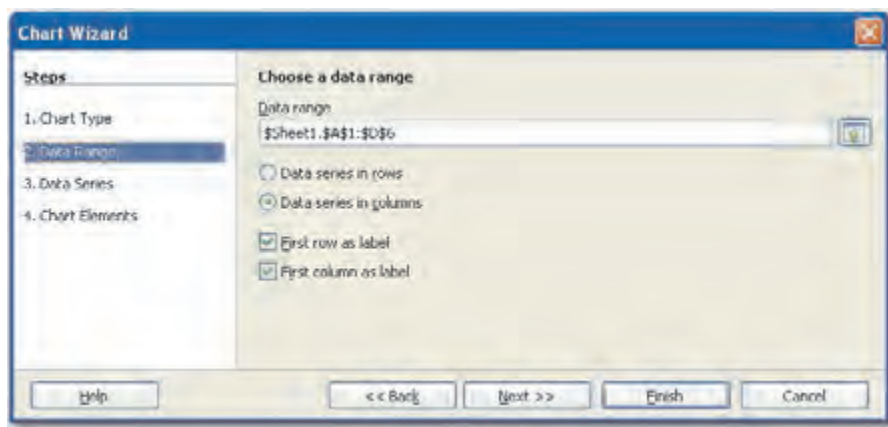 Chart Wizard
Steps
1. Chart Type
2. Data Range
3. Data Series
4. Chart Elements
Choose a data range
Data range
$Sheet1.$A$1:$D$6
Data series in rows
Data series in columns
First row as label
First column as label
Help
<< Back
Next >>
Finish
Cancel